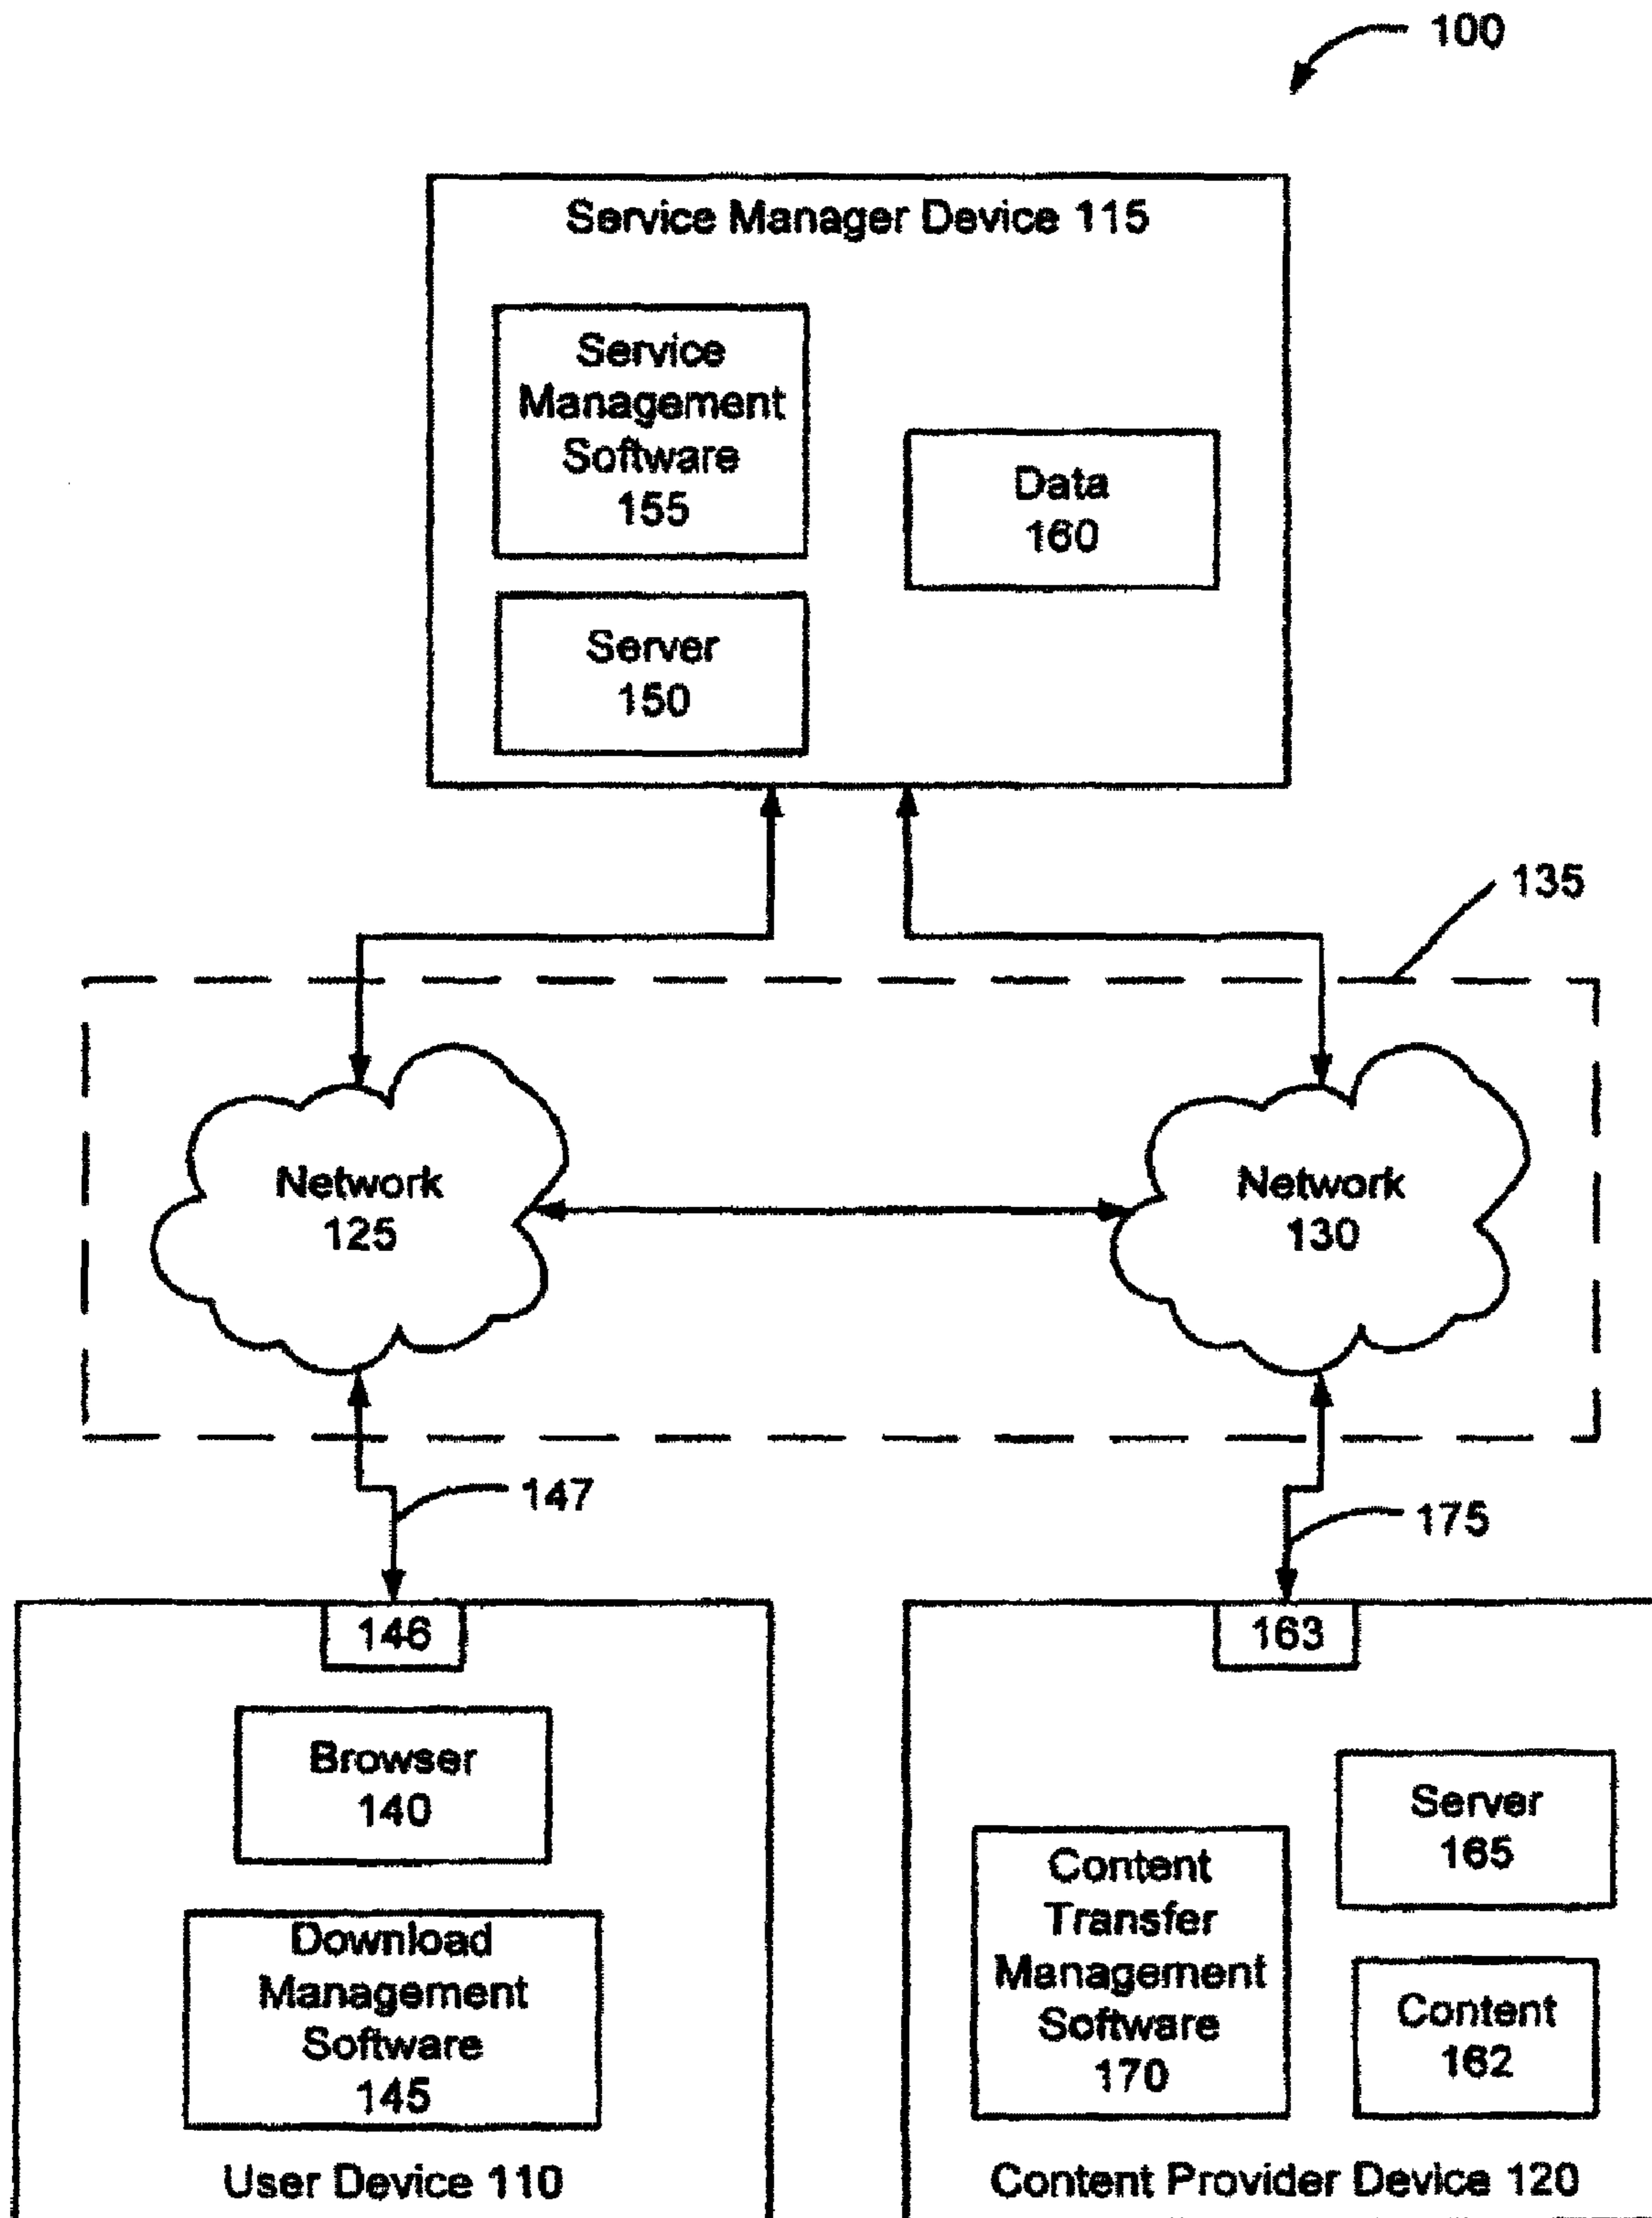 100
Service Manager Device 115
Service
Management
Software
155
Data
160
Server
150
135
Network
125
Network
130
147
175
146
163
Browser
140
Server
165
Content
Transfer
Management
Software
170
Download
Management
Software
145
Content
162
User Device 110
Content Provider Device 120